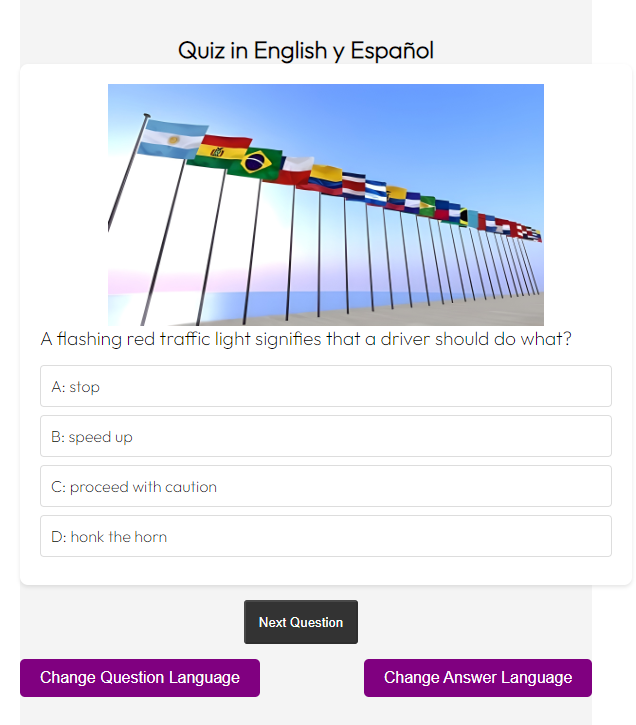 Quiz in English y Español
A flashing red traffic light signifies that a driver should do what?
A: stop
B: speed up
C: proceed with caution
D: honk the horn
Next Question
Change Question Language
Change Answer Language